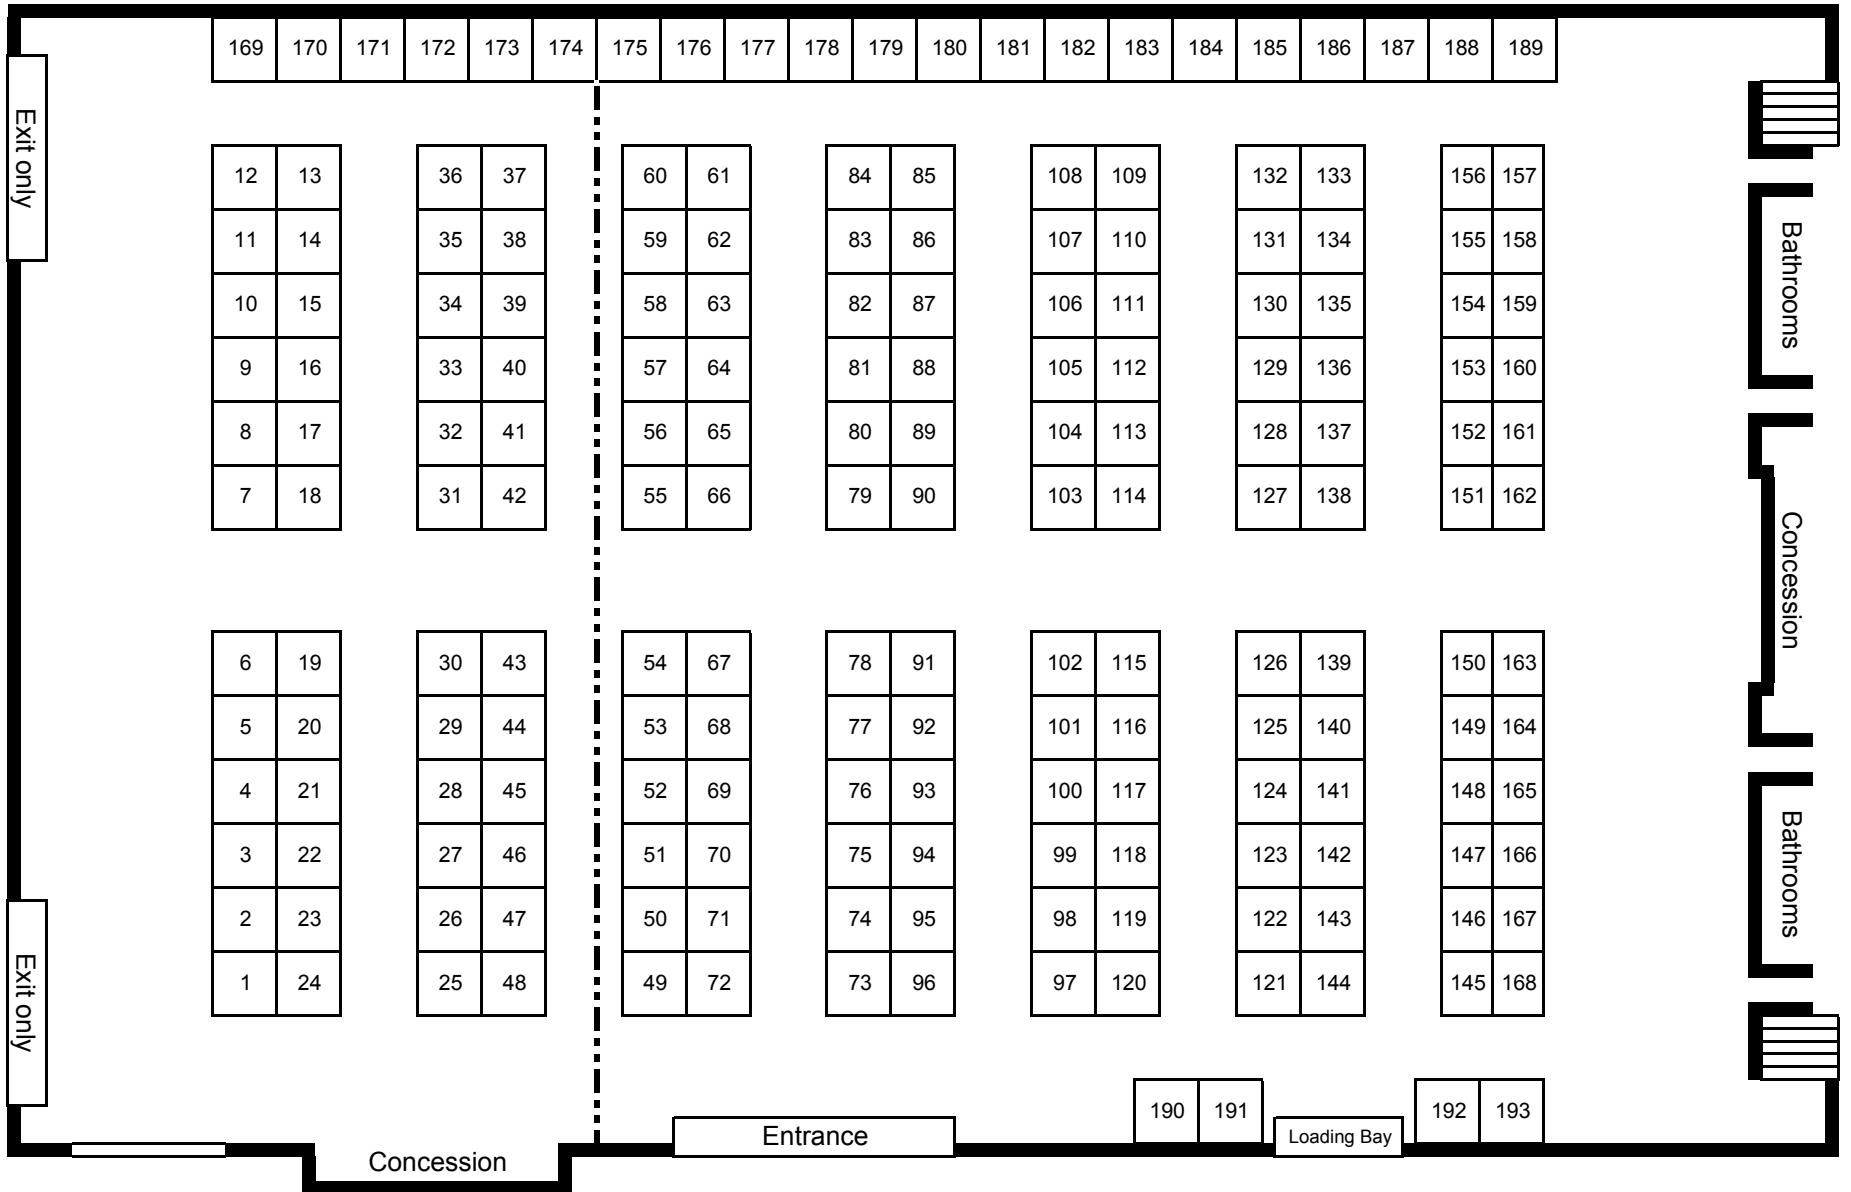 169 170 171 172 173 174 175 176 177 178 179 180 181 182 183 184 185 186 187 188 189
Exit only
12 13 36 37 60 61 84 85 108 109 132 133 156 157
11 14 35 38 59 62 83 86 107 110 131 134 155 158
Bathrooms
10 15 34 39 58 63 82 87 106 111 130 135 154 159
9 16 33 40 57 64 81 88 105 112 129 136 153 160
8 17 32 41 56 65 80 89 104 113 128 137 152 161
7 18 31 42 55 66 79 90 103 114 127 138 151 162
Concession
6 19 30 43 54 67 78 91 102 115 126 139 150 163
5 20 29 44 53 68 77 92 101 116 125 140 149 164
4 21 28 45 52 69 76 93 100 117 124 141 148 165
3 22 27 46 51 70 75 94 99 118 123 142 147 166
Bathrooms
2 23 26 47 50 71 74 95 98 119 122 143 146 167
1 24 25 48 49 72 73 96 97 120 121 144 145 168
Exit only
190 191 192 193
Entrance
Loading Bay
Concession